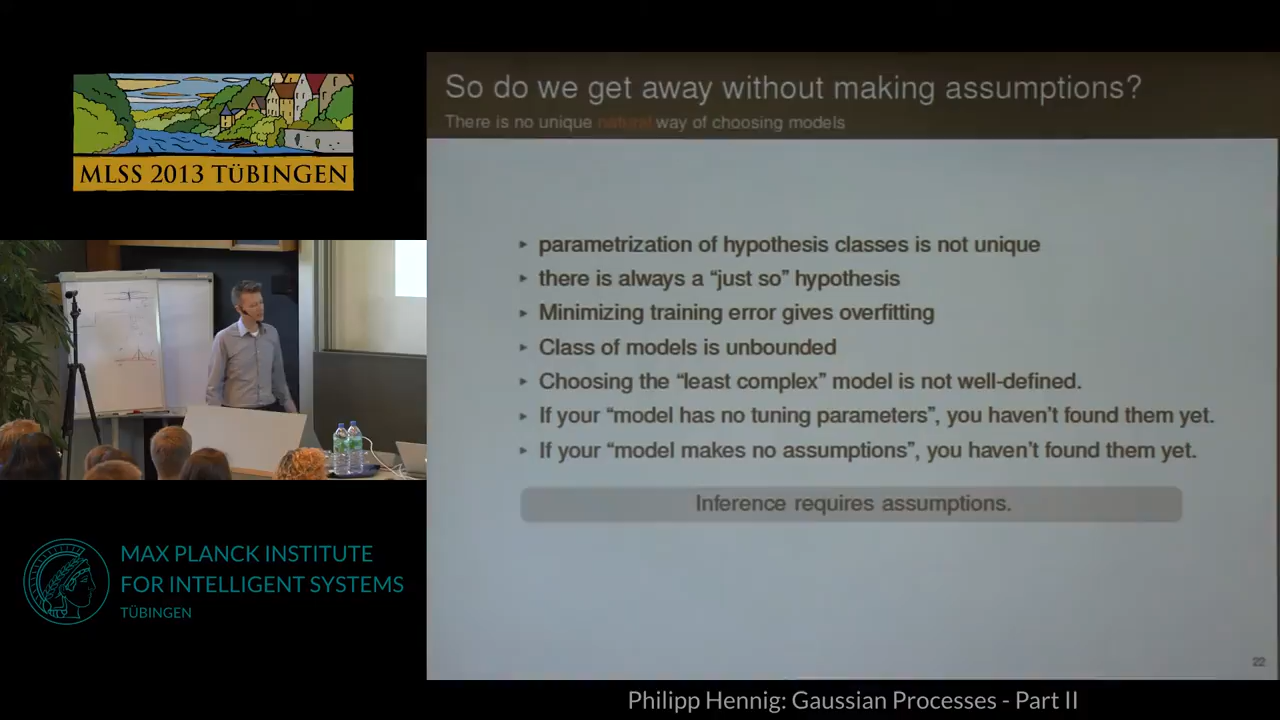 MLSS 2013 TÜBINGEN
So do we get away without making assumptions?
There is no unique natural way of choosing models
▸ parametrization of hypothesis classes is not unique
▸ there is always a “just so” hypothesis
▸ Minimizing training error gives overfitting
▸ Class of models is unbounded
▸ Choosing the “least complex” model is not well-defined.
▸ If your “model has no tuning parameters”, you haven’t found them yet.
▸ If your “model makes no assumptions”, you haven’t found them yet.
Inference requires assumptions.
22
MAX PLANCK INSTITUTE
FOR INTELLIGENT SYSTEMS
TÜBINGEN
Philipp Hennig: Gaussian Processes - Part II